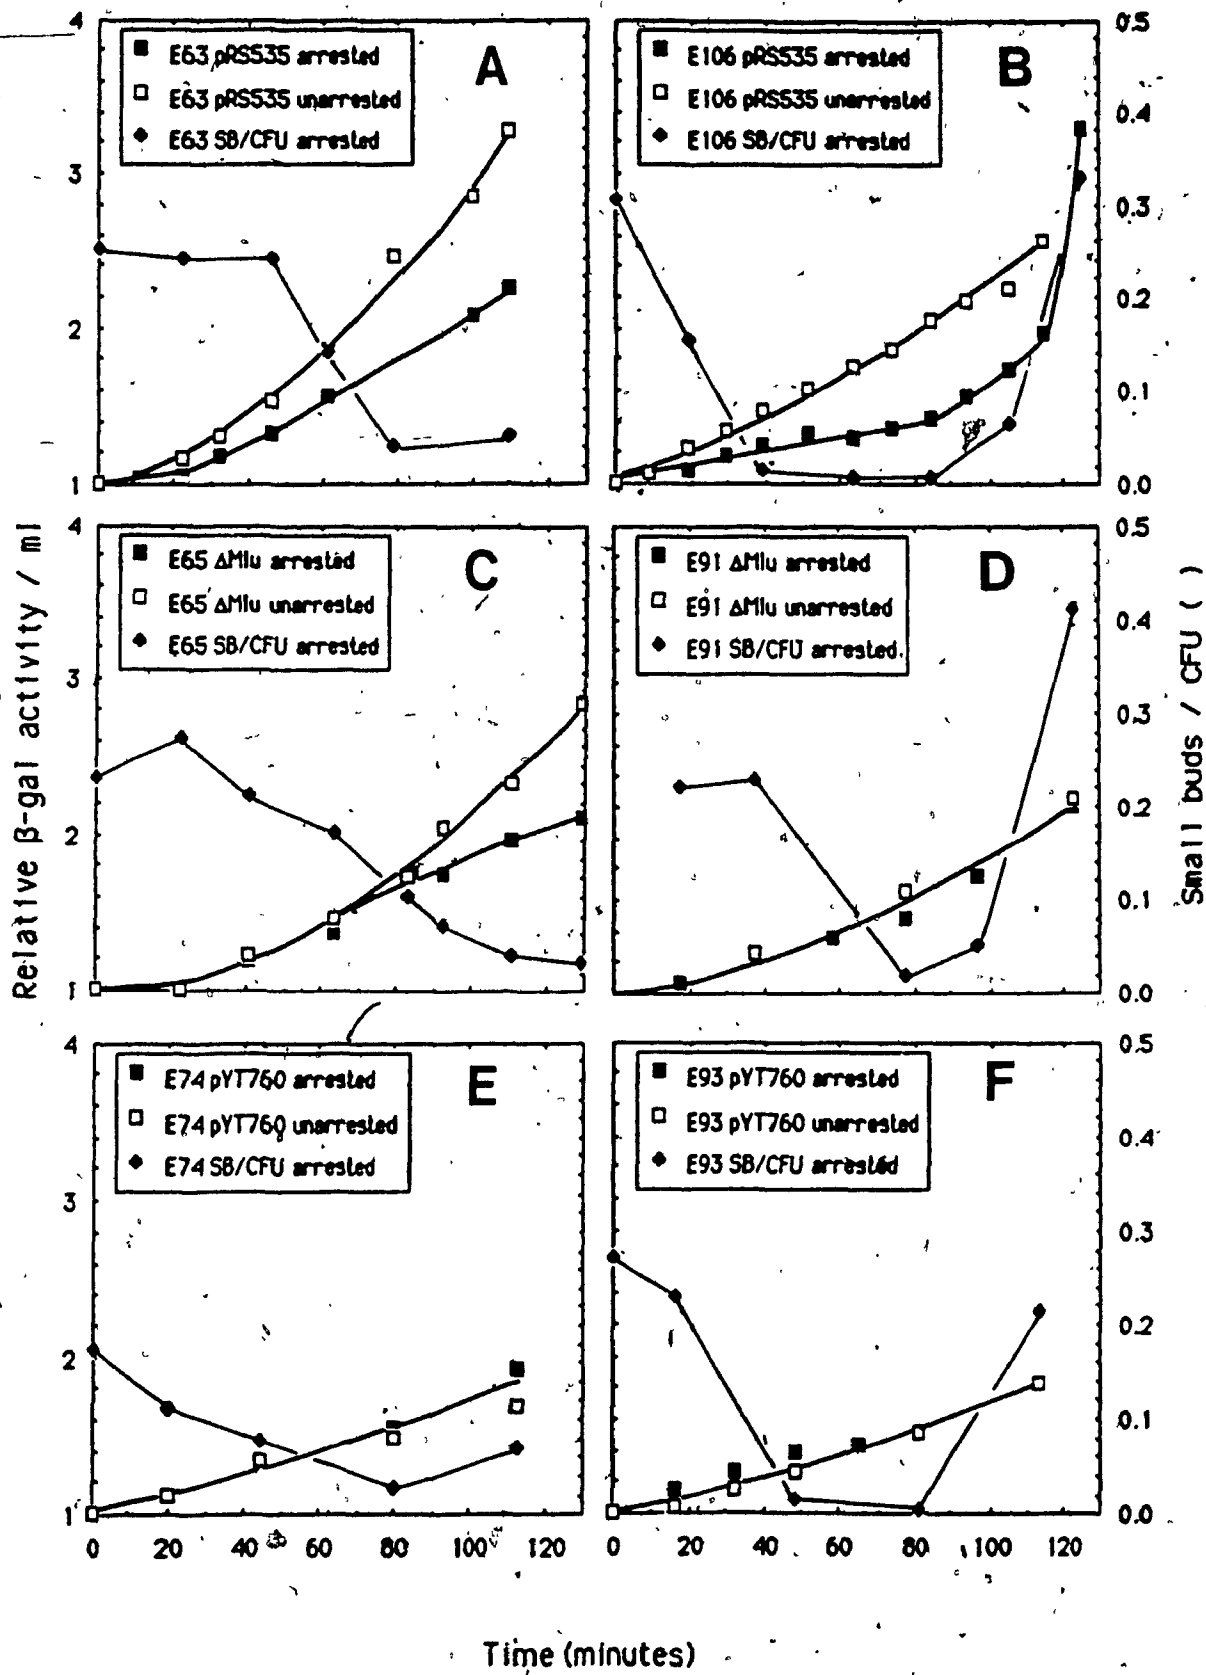 4
3
2
1
E63 pRS535 arrested
E63 pRS535 unarrested
E63 SB/CFU arrested
A
E106 pRS535 arrested
E106 pRS535 unarrested
E106 SB/CFU arrested
B
0.5
0.4
0.3
0.2
0.1
0.0
4
3
2
1
E65 ΔMlu arrested
E65 ΔMlu unarrested
E65 SB/CFU arrested
C
E91 ΔMlu arrested
E91 ΔMlu unarrested
E91 SB/CFU arrested
D
0.5
0.4
0.3
0.2
0.1
0.0
Relative β-gal activity / ml
Small buds / CFU ( )
4
3
2
1
E74 pYT760 arrested
E74 pYT760 unarrested
E74 SB/CFU arrested
E
E93 pYT760 arrested
E93 pYT760 unarrested
E93 SB/CFU arrested
F
0.5
0.4
0.3
0.2
0.1
0.0
0 20 40 60 80 100 120
0 20 40 60 80 100 120
Time (minutes)